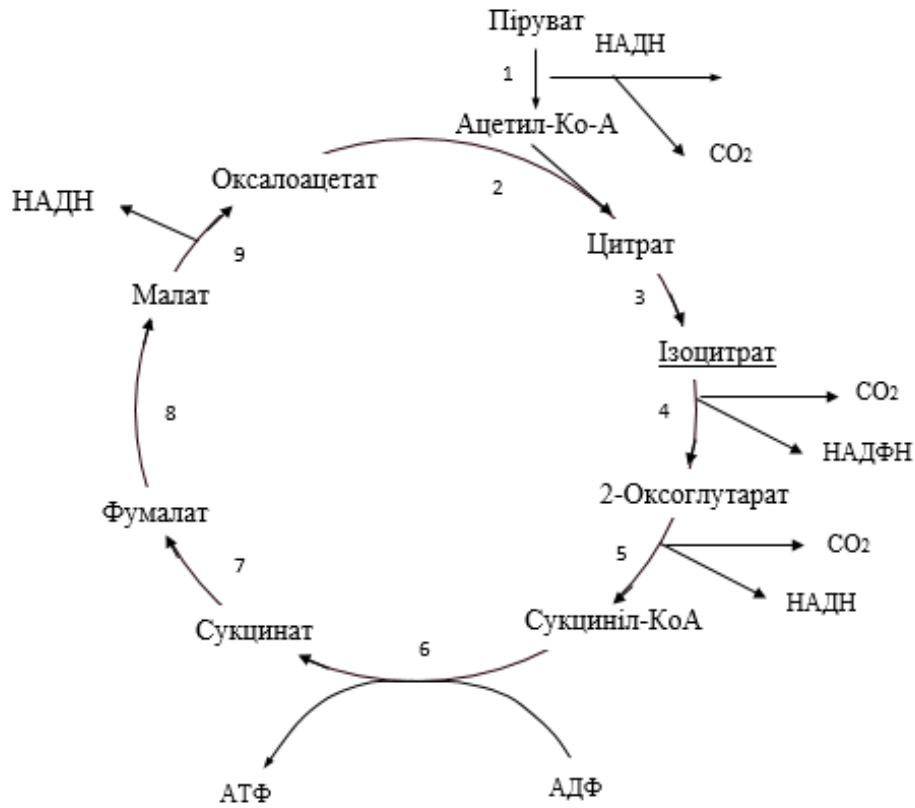 Піруват
НАДН
1
Ацетил-Ко-А
CO₂
Оксалоацетат
2
НАДН
Цитрат
9
3
Малат
Ізоцитрат
CO₂
4
8
НАДФН
2-Оксоглутарат
Фумалат
CO₂
5
7
НАДН
Сукциніл-КоА
Сукцинат
6
АТФ
АДФ